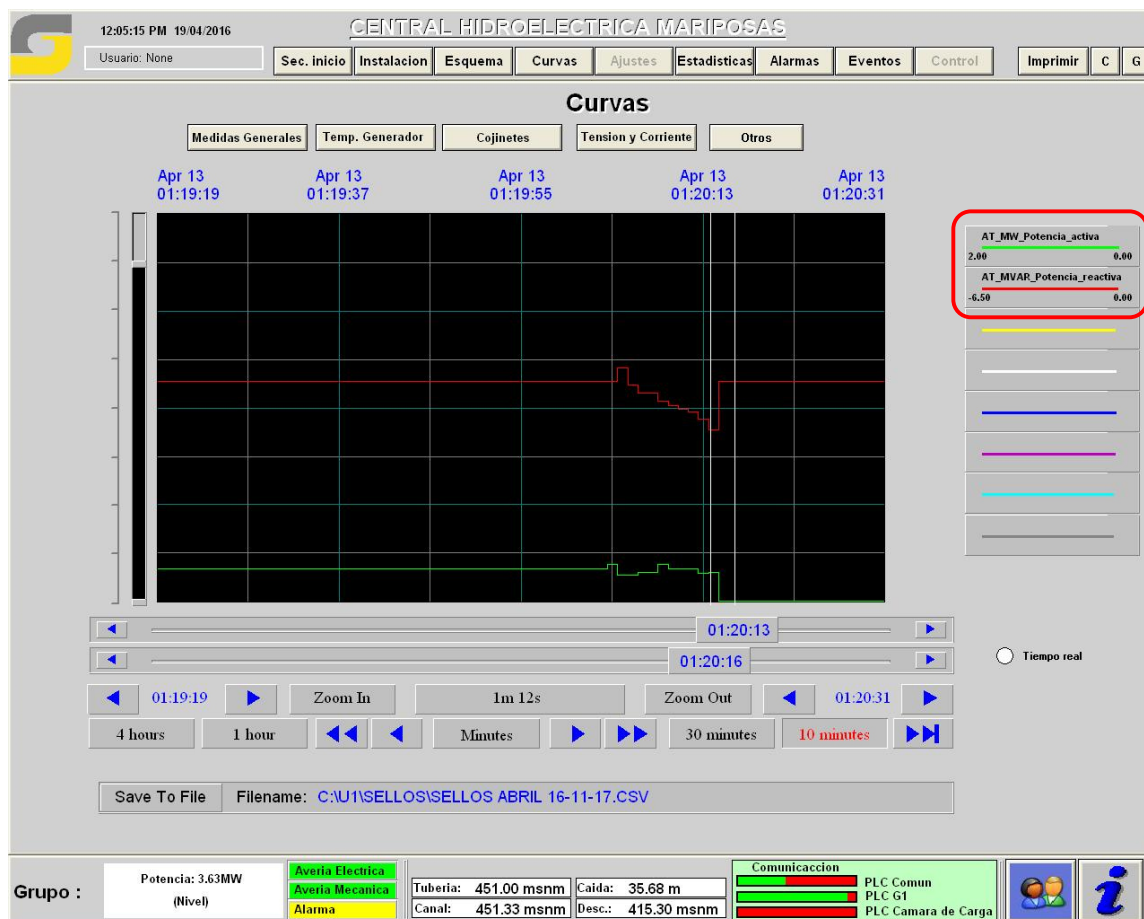 12:05:15 PM 19/04/2016
CENTRAL HIDROELECTRICA MARIPOSAS
Usuario: None
Sec. inicio Instalacion Esquema Curvas Ajustes Estadisticas Alarmas Eventos Control Imprimir C G
Curvas
Medidas Generales Temp. Generador Cojinetes Tension y Corriente Otros
Apr 13 Apr 13 Apr 13 Apr 13 Apr 13
01:19:19 01:19:37 01:19:55 01:20:13 01:20:31
AT_MW_Potencia_activa
2.00 0.00
AT_MVAR_Potencia_reactiva
-6.50 0.00
01:20:13
01:20:16
Tiempo real
01:19:19 Zoom In 1m 12s Zoom Out 01:20:31
4 hours 1 hour Minutes 30 minutes 10 minutes
Save To File Filename: C:\U1\SELLOS\SELLOS ABRIL 16-11-17.CSV
Grupo :
Potencia: 3.63MW
(Nivel)
Averia Electrica
Averia Mecanica
Alarma
Tuberia: 451.00 msnm Caida: 35.68 m
Canal: 451.33 msnm Desc.: 415.30 msnm
Comunicaccion
PLC Comun
PLC G1
PLC Camara de Carga